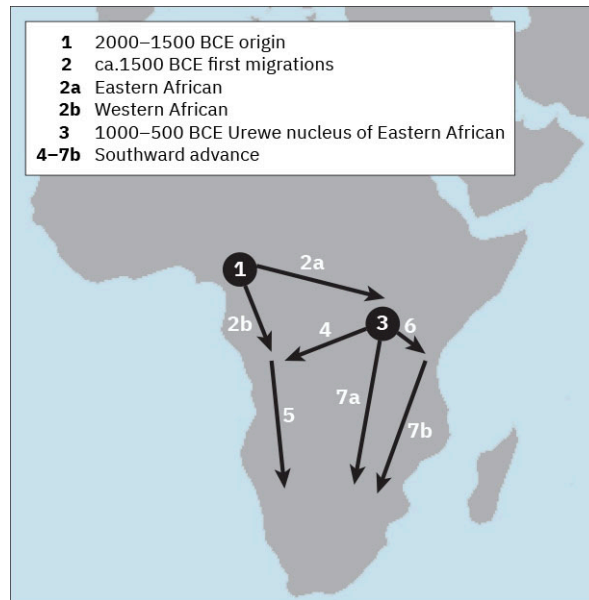 1 2000–1500 BCE origin
2 ca.1500 BCE first migrations
2a Eastern African
2b Western African
3 1000–500 BCE Urewe nucleus of Eastern African
4–7b Southward advance
1
2a
2b
3
4
6
7a
5
7b